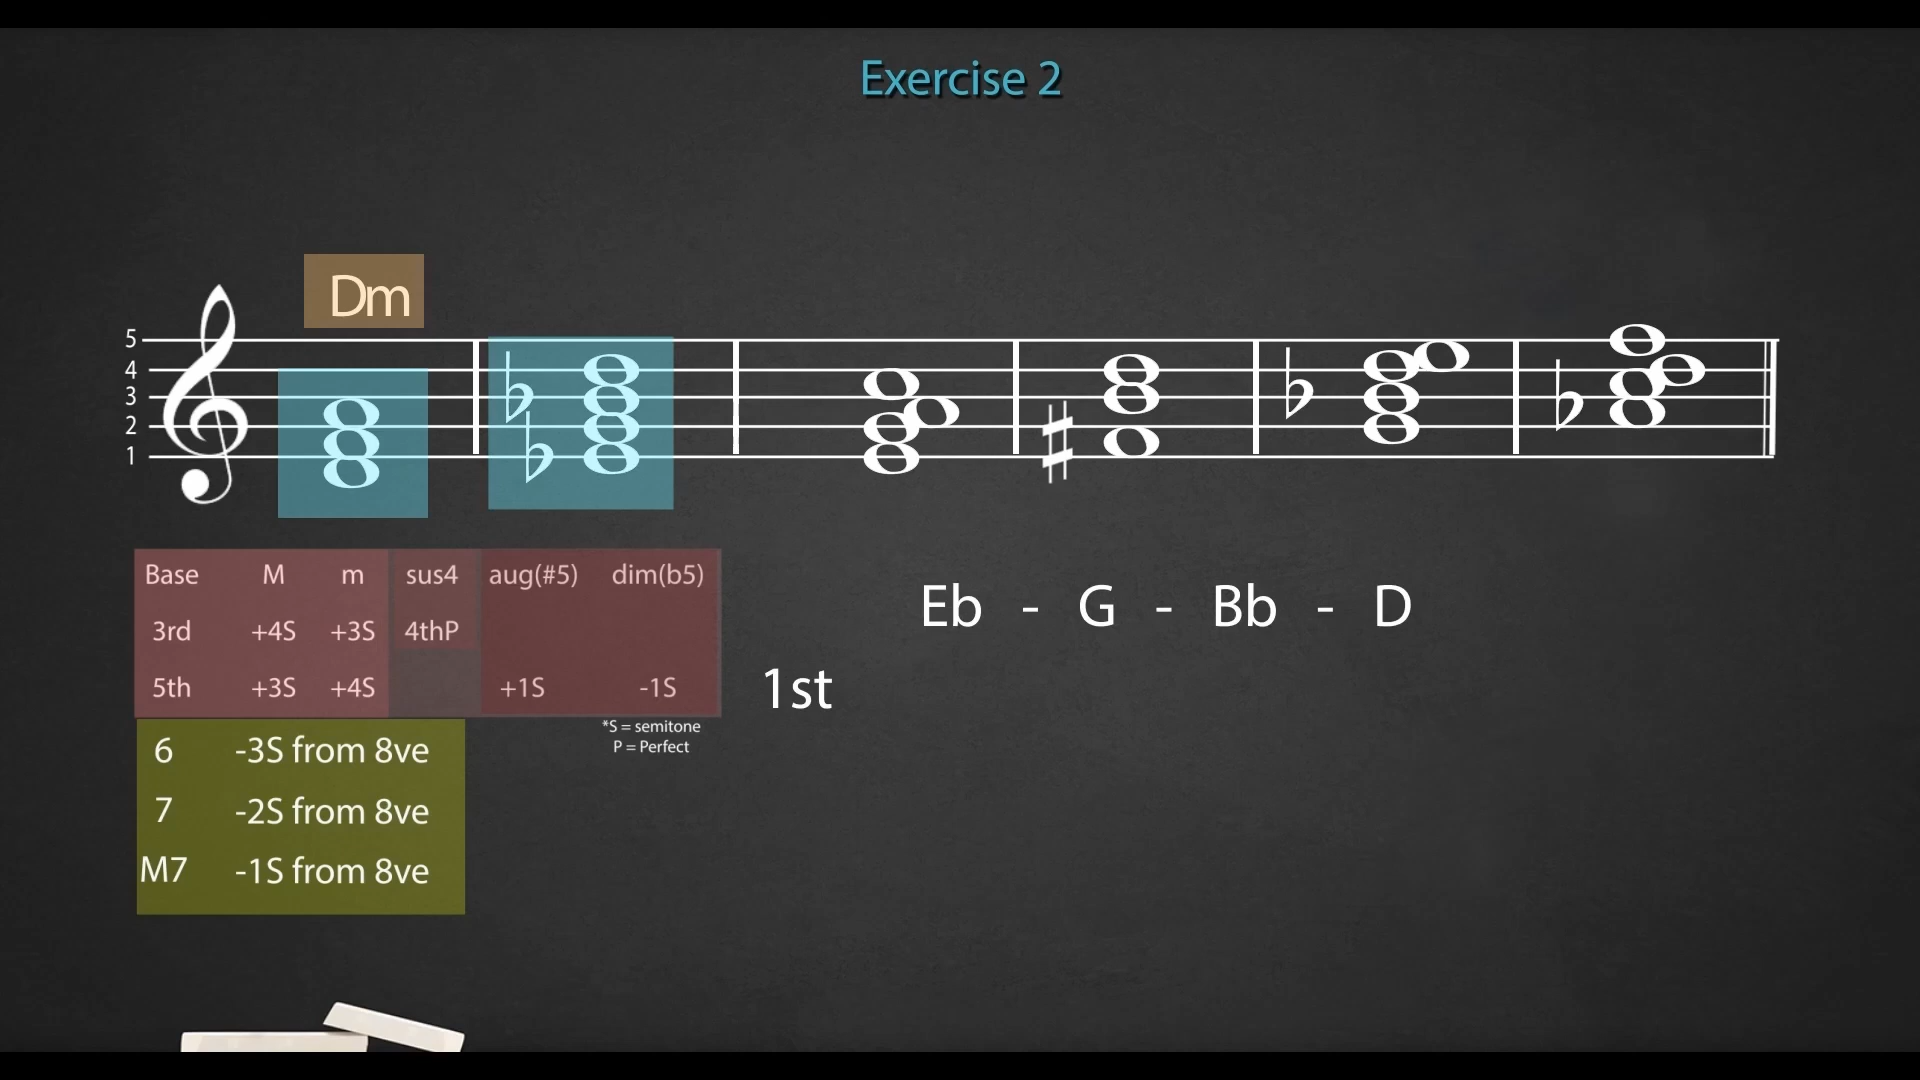 Exercise 2
Dm
5
4
3
2
1
Base M m sus4 aug(#5) dim(b5)
3rd +4S +3S 4thP
5th +3S +4S +1S -1S
*S = semitone
P = Perfect
6 -3S from 8ve
7 -2S from 8ve
M7 -1S from 8ve
Eb - G - Bb - D
1st